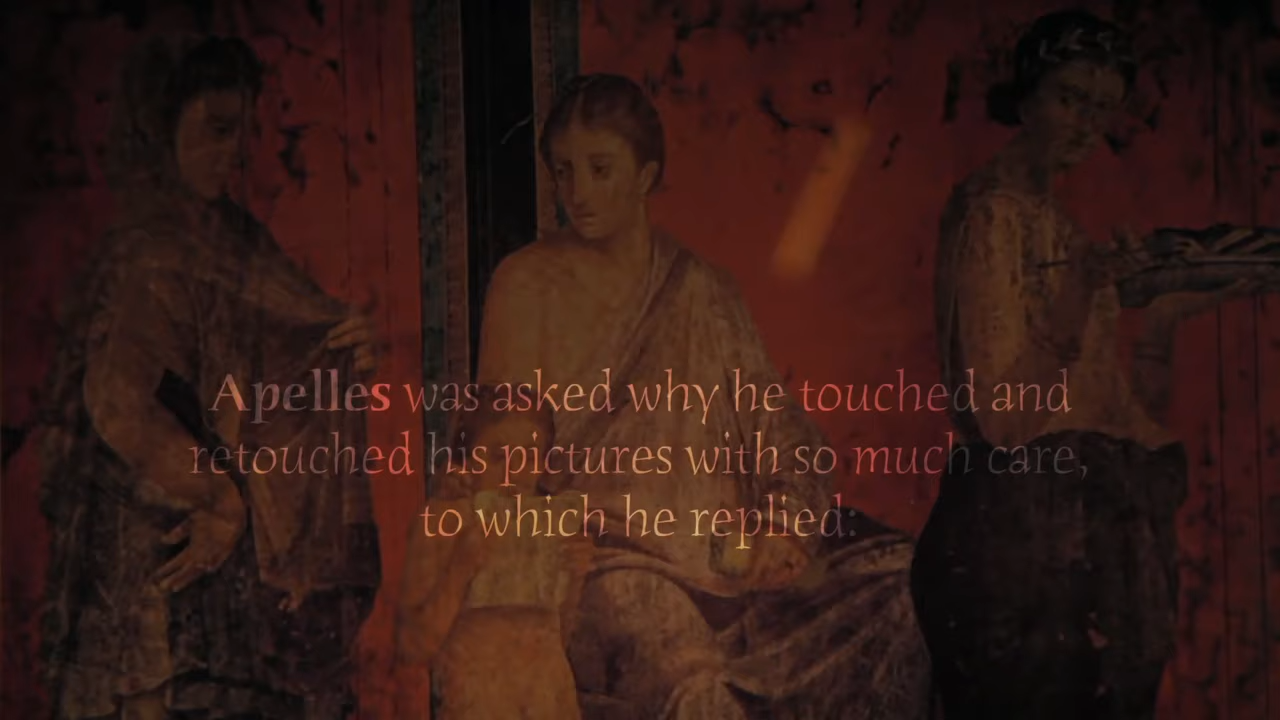 Apelles was asked why he touched and
retouched his pictures with so much care,
to which he replied: